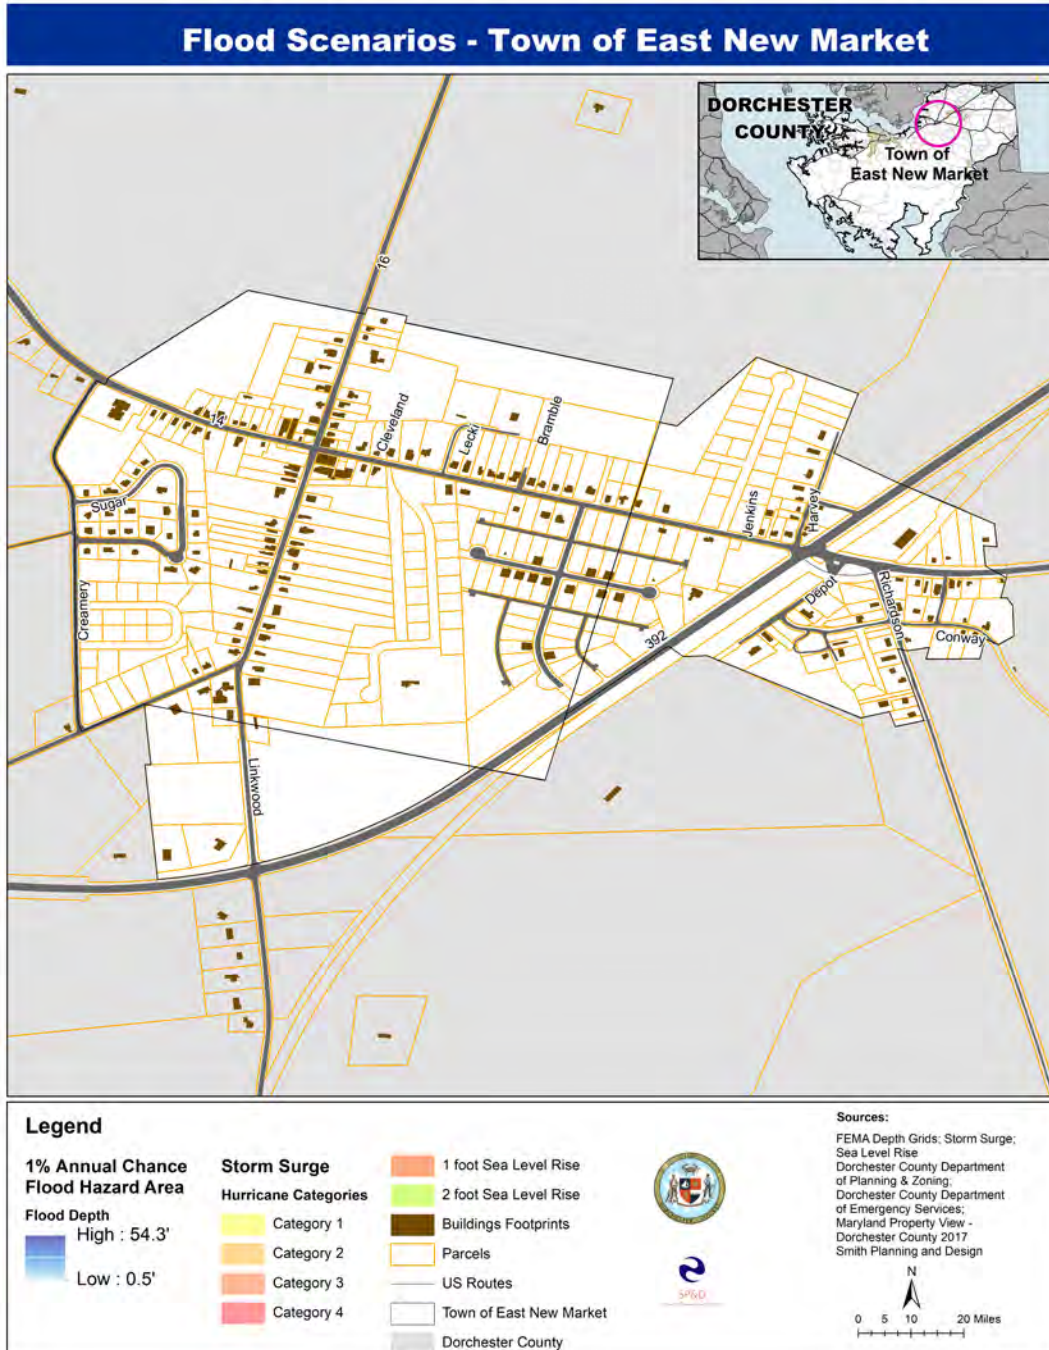 Flood Scenarios - Town of East New Market
DORCHESTER
COUNTY
Town of
East New Market
16
14
Cleveland
Lecki
Bramble
Sugar
Creamery
Jenkins
Harvey
Depot
Richardson
Conway
392
Linkwood
Legend
1% Annual Chance
Flood Hazard Area
Flood Depth
High : 54.3'
Low : 0.5'
Storm Surge
Hurricane Categories
Category 1
Category 2
Category 3
Category 4
1 foot Sea Level Rise
2 foot Sea Level Rise
Buildings Footprints
Parcels
US Routes
Town of East New Market
Dorchester County
SP&D
Sources:
FEMA Depth Grids; Storm Surge;
Sea Level Rise
Dorchester County Department
of Planning & Zoning;
Dorchester County Department
of Emergency Services;
Maryland Property View -
Dorchester County 2017
Smith Planning and Design
N
0 5 10 20 Miles